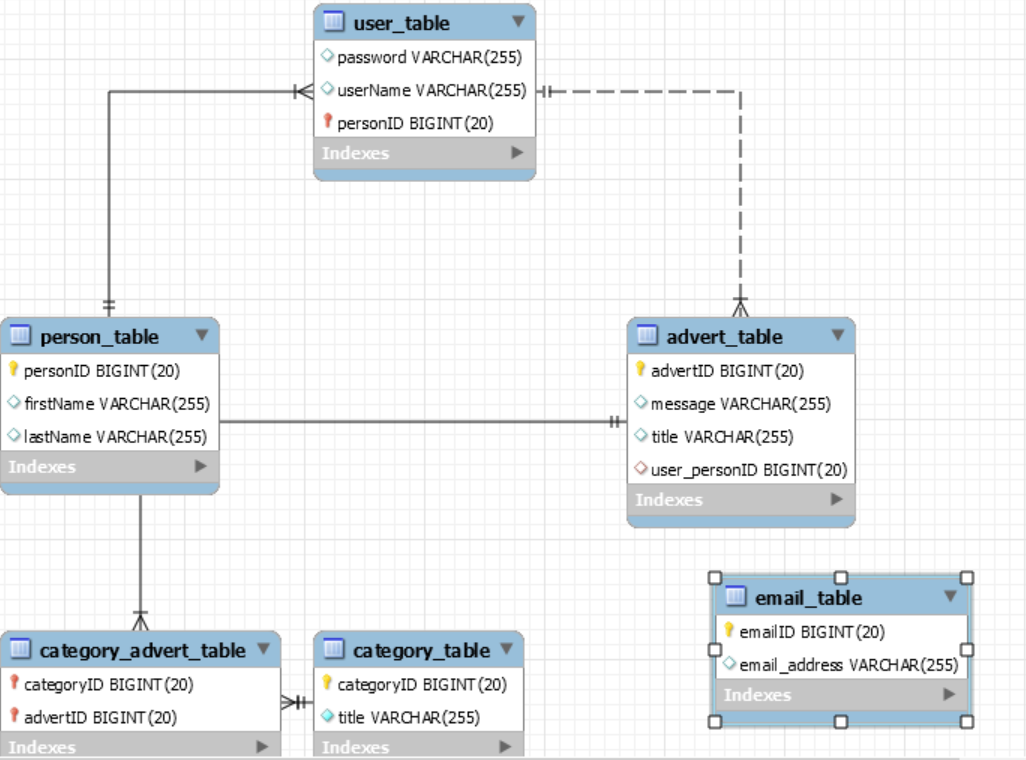 user_table
password VARCHAR(255)
userName VARCHAR(255)
personID BIGINT(20)
Indexes
person_table
personID BIGINT(20)
firstName VARCHAR(255)
lastName VARCHAR(255)
Indexes
advert_table
advertID BIGINT(20)
message VARCHAR(255)
title VARCHAR(255)
user_personID BIGINT(20)
Indexes
email_table
emailID BIGINT(20)
email_address VARCHAR(255)
Indexes
category_advert_table
categoryID BIGINT(20)
advertID BIGINT(20)
Indexes
category_table
categoryID BIGINT(20)
title VARCHAR(255)
Indexes